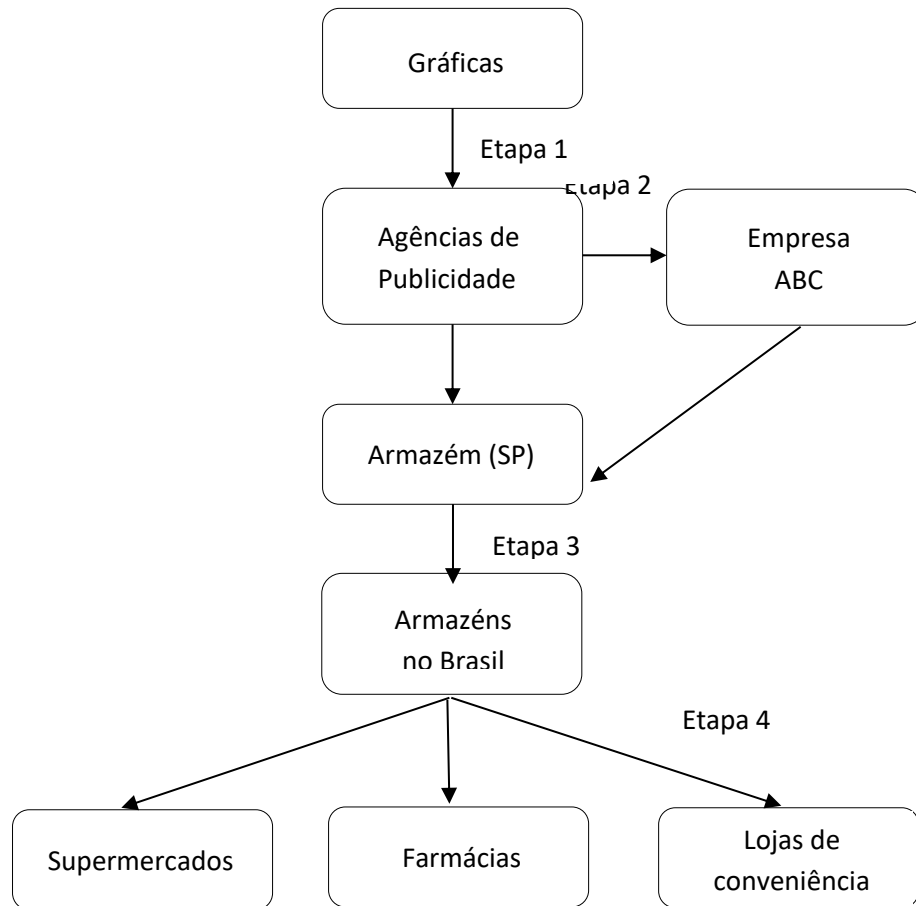 Gráficas
Etapa 1
Etapa 2
Agências de
Publicidade
Empresa
ABC
Armazém (SP)
Etapa 3
Armazéns
no Brasil
Etapa 4
Supermercados
Farmácias
Lojas de
conveniência